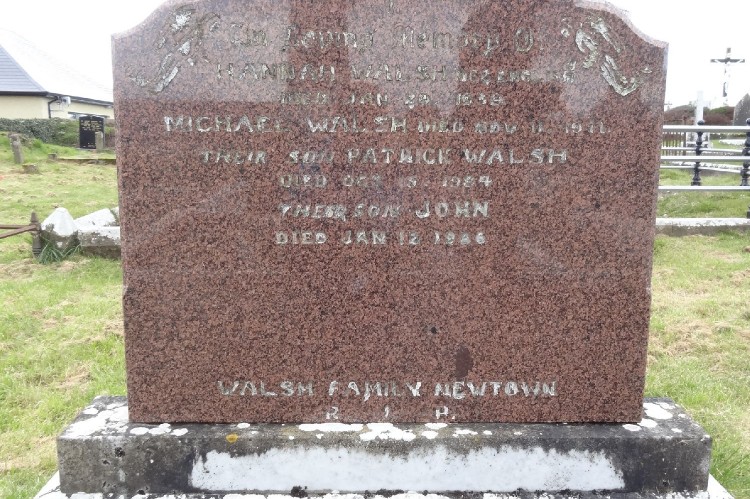 In Loving Memory Of
HANNAH WALSH
DIED JAN
MICHAEL WALSH DIED NOV
THEIR SON PATRICK WALSH
DIED 15 1984
THEIR SON JOHN
DIED JAN 12 1986
WALSH FAMILY NEWTOWN
R. I. P.